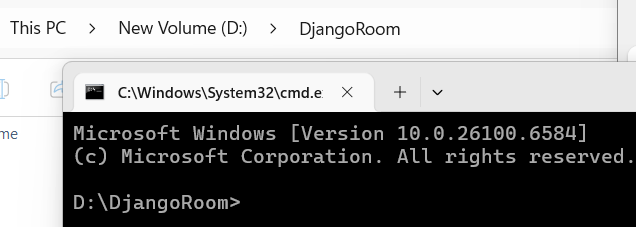 This PC > New Volume (D:) > DjangoRoom
C:\Windows\System32\cmd.e
me
Microsoft Windows [Version 10.0.26100.6584]
(c) Microsoft Corporation. All rights reserved.
D:\DjangoRoom>